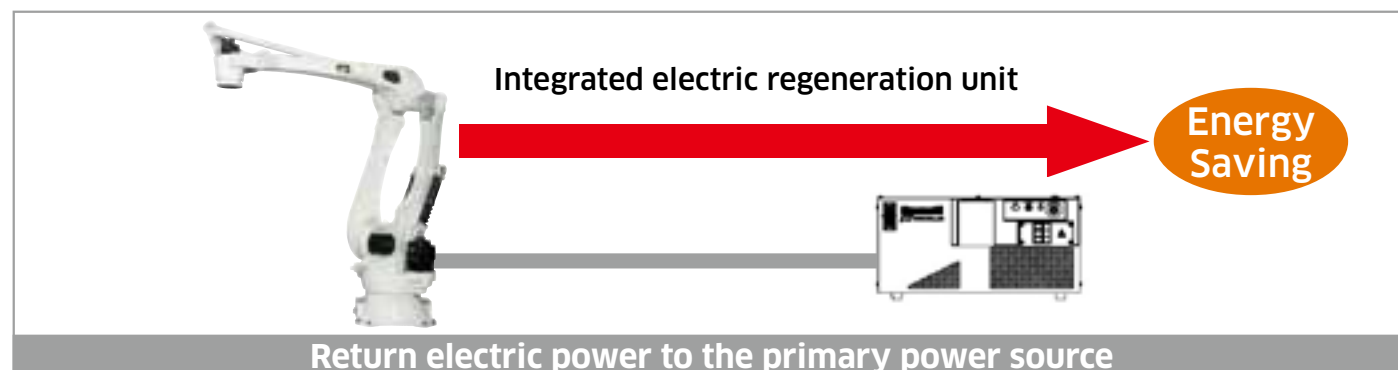 Integrated electric regeneration unit
Energy
Saving
Return electric power to the primary power source